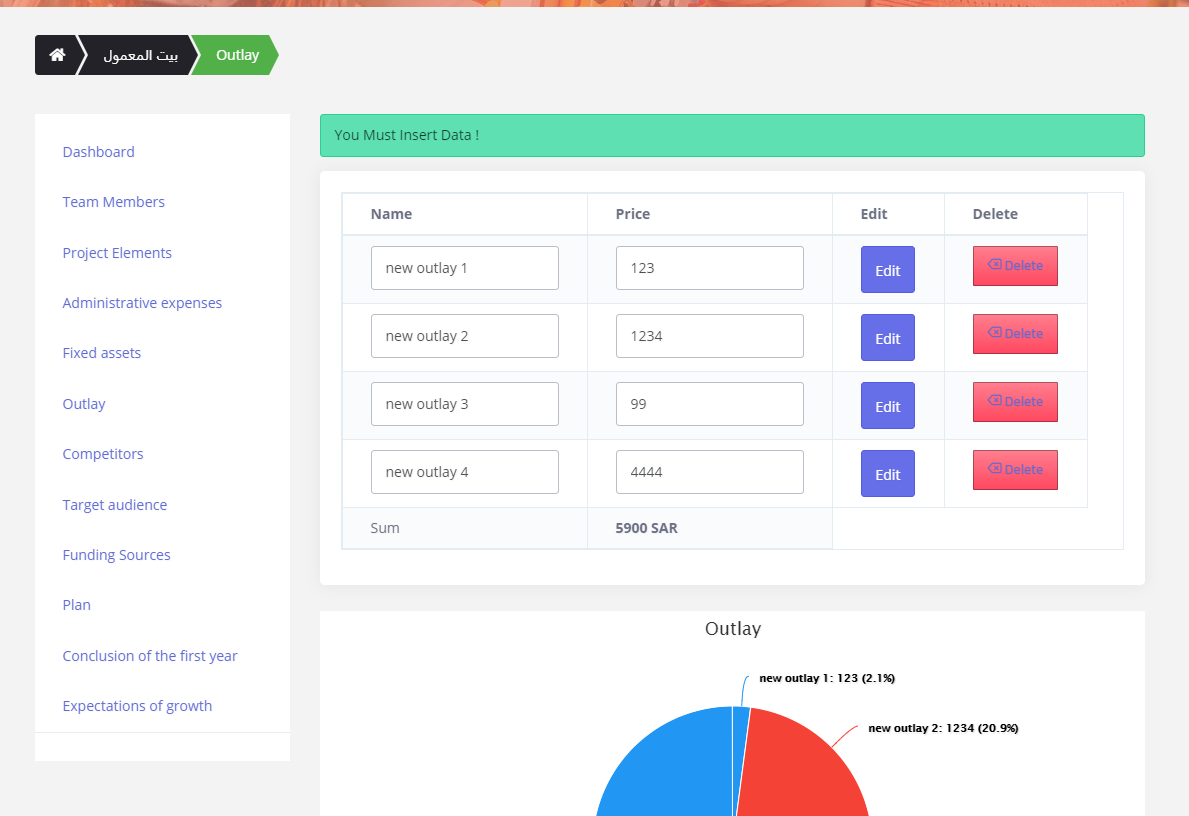 بيت المعمول
Outlay
Dashboard
Team Members
Project Elements
Administrative expenses
Fixed assets
Outlay
Competitors
Target audience
Funding Sources
Plan
Conclusion of the first year
Expectations of growth
You Must Insert Data !
Name Price Edit Delete
new outlay 1 123 Edit Delete
new outlay 2 1234 Edit Delete
new outlay 3 99 Edit Delete
new outlay 4 4444 Edit Delete
Sum 5900 SAR
Outlay
new outlay 1: 123 (2.1%)
new outlay 2: 1234 (20.9%)